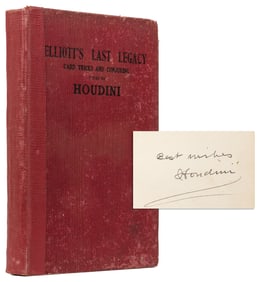 ELLIOTT'S LAST LEGACY
CARD TRICKS AND CONJURING
HOUDINI
Best wishes
Houdini